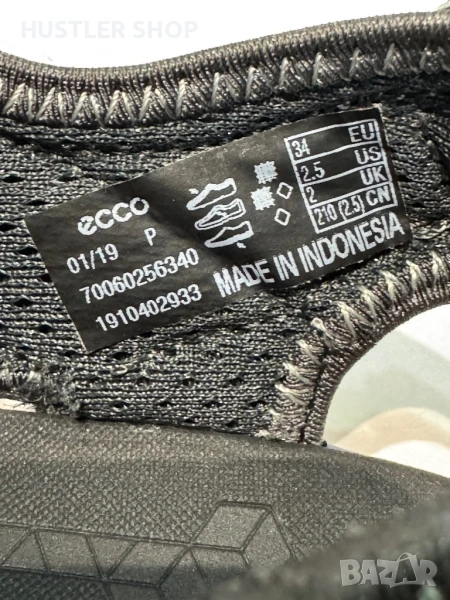 HUSTLER SHOP
ecco
01/19 P
70060256340
1910402933
34 EU
2.5 US
2 UK
210 (2.5) CN
MADE IN INDONESIA
BAZAR